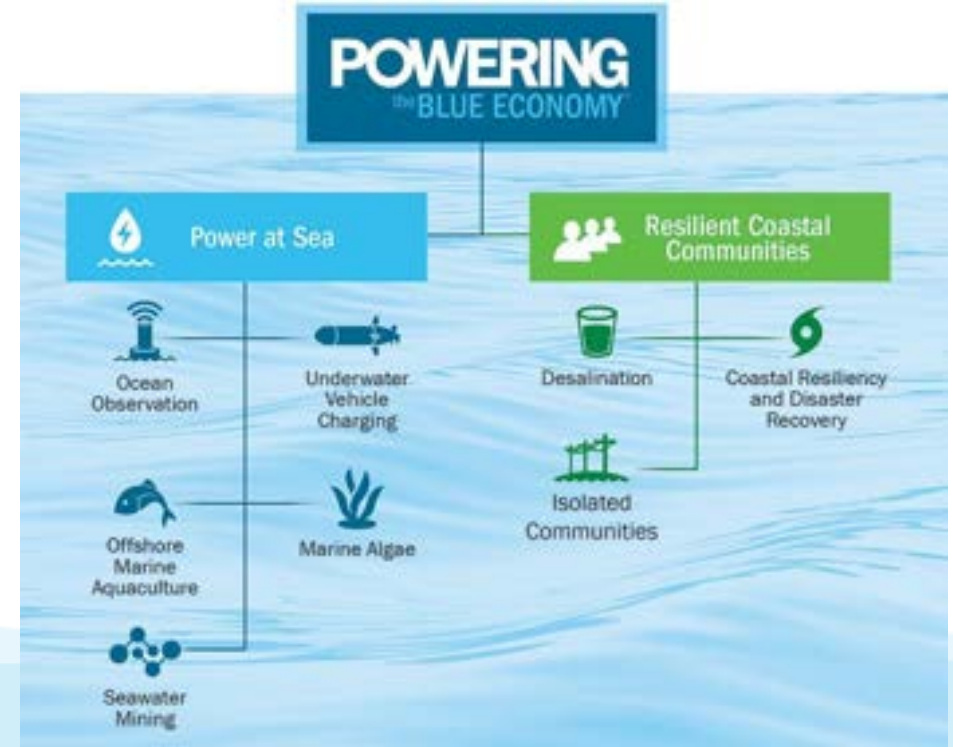 POWERING
the BLUE ECONOMY
Power at Sea
Resilient Coastal
Communities
Ocean
Observation
Underwater
Vehicle
Charging
Desalination
Coastal Resiliency
and Disaster
Recovery
Isolated
Communities
Offshore
Marine
Aquaculture
Marine Algae
Seawater
Mining